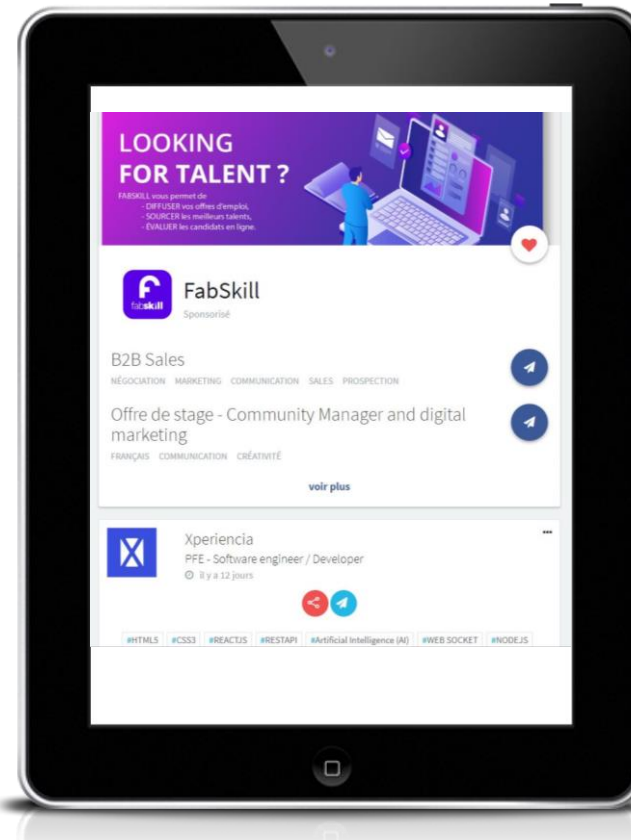 LOOKING
FOR TALENT ?
FABSKILL vous permet de
- DIFFUSER vos offres d'emploi,
- SOURCER les meilleurs talents,
- ÉVALUER les candidats en ligne.
fabskill
FabSkill
Sponsorisé
B2B Sales
NÉGOCIATION MARKETING COMMUNICATION SALES PROSPECTION
Offre de stage - Community Manager and digital
marketing
FRANÇAIS COMMUNICATION CRÉATIVITÉ
voir plus
Xperiencia
PFE - Software engineer / Developer
il y a 12 jours
#HTML5 #CSS3 #REACTJS #RESTAPI #Artificial Intelligence (AI) #WEB SOCKET #NODEJS